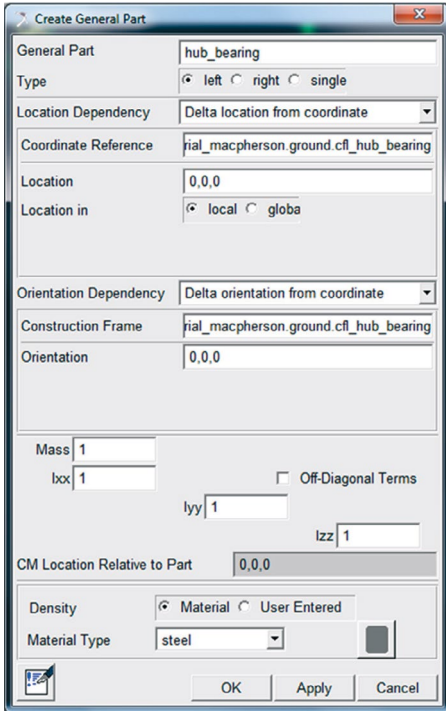 Create General Part
General Part hub_bearing
Type left right single
Location Dependency Delta location from coordinate
Coordinate Reference rial_macpherson.ground.cfl_hub_bearing
Location 0,0,0
Location in local globa
Orientation Dependency Delta orientation from coordinate
Construction Frame rial_macpherson.ground.cfl_hub_bearing
Orientation 0,0,0
Mass 1
Ixx 1 Off-Diagonal Terms
Iyy 1
Izz 1
CM Location Relative to Part 0,0,0
Density Material User Entered
Material Type steel
OK Apply Cancel